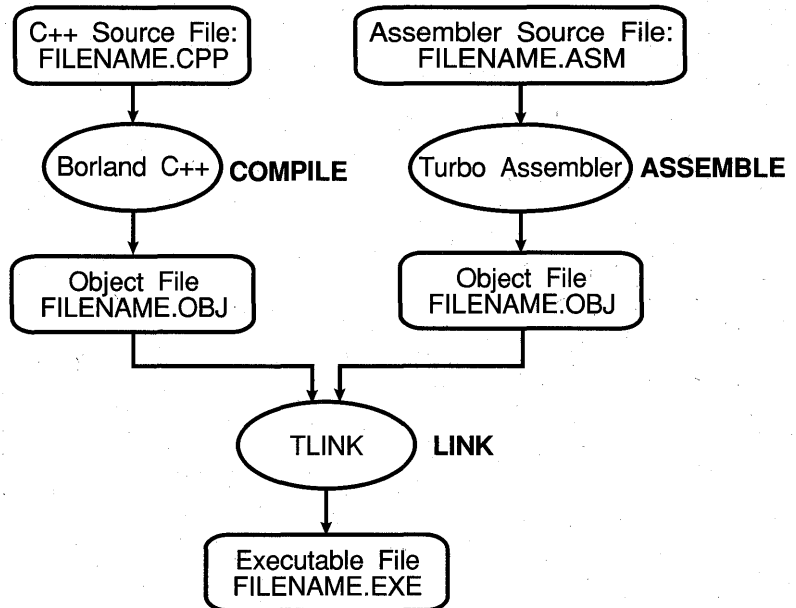 C++ Source File:
FILENAME.CPP
Assembler Source File:
FILENAME.ASM
Borland C++
COMPILE
Turbo Assembler
ASSEMBLE
Object File
FILENAME.OBJ
Object File
FILENAME.OBJ
TLINK
LINK
Executable File
FILENAME.EXE